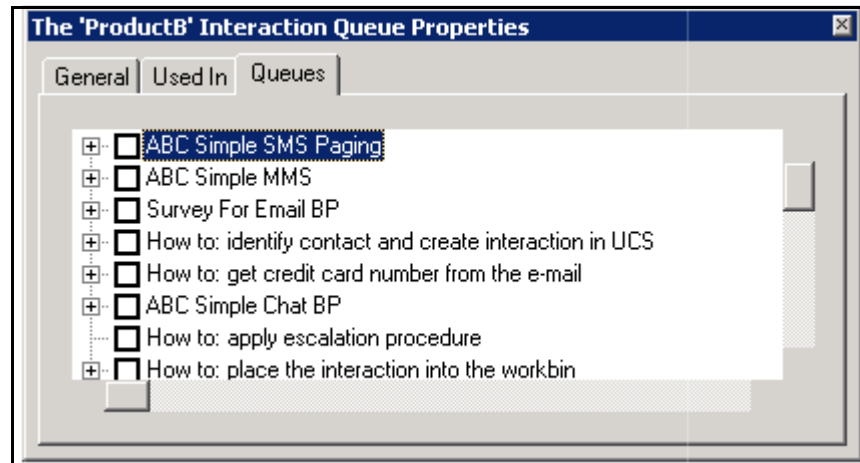 The 'ProductB' Interaction Queue Properties
General Used In Queues
ABC Simple SMS Paging
ABC Simple MMS
Survey For Email BP
How to: identify contact and create interaction in UCS
How to: get credit card number from the e-mail
ABC Simple Chat BP
How to: apply escalation procedure
How to: place the interaction into the workbin